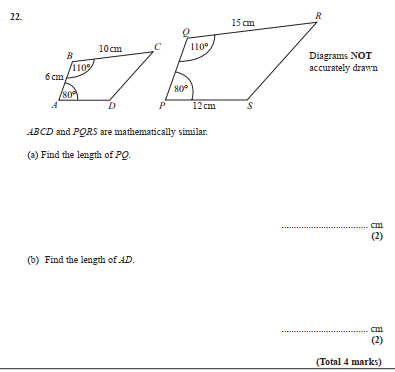 22.
15 cm
R
Q
10 cm
C
110°
B
110°
Diagrams NOT
accurately drawn
6 cm
80°
80°
A
D
P
12 cm
S
ABCD and PQRS are mathematically similar.
(a) Find the length of PQ.
.................................. cm
(2)
(b) Find the length of AD.
.................................. cm
(2)
(Total 4 marks)